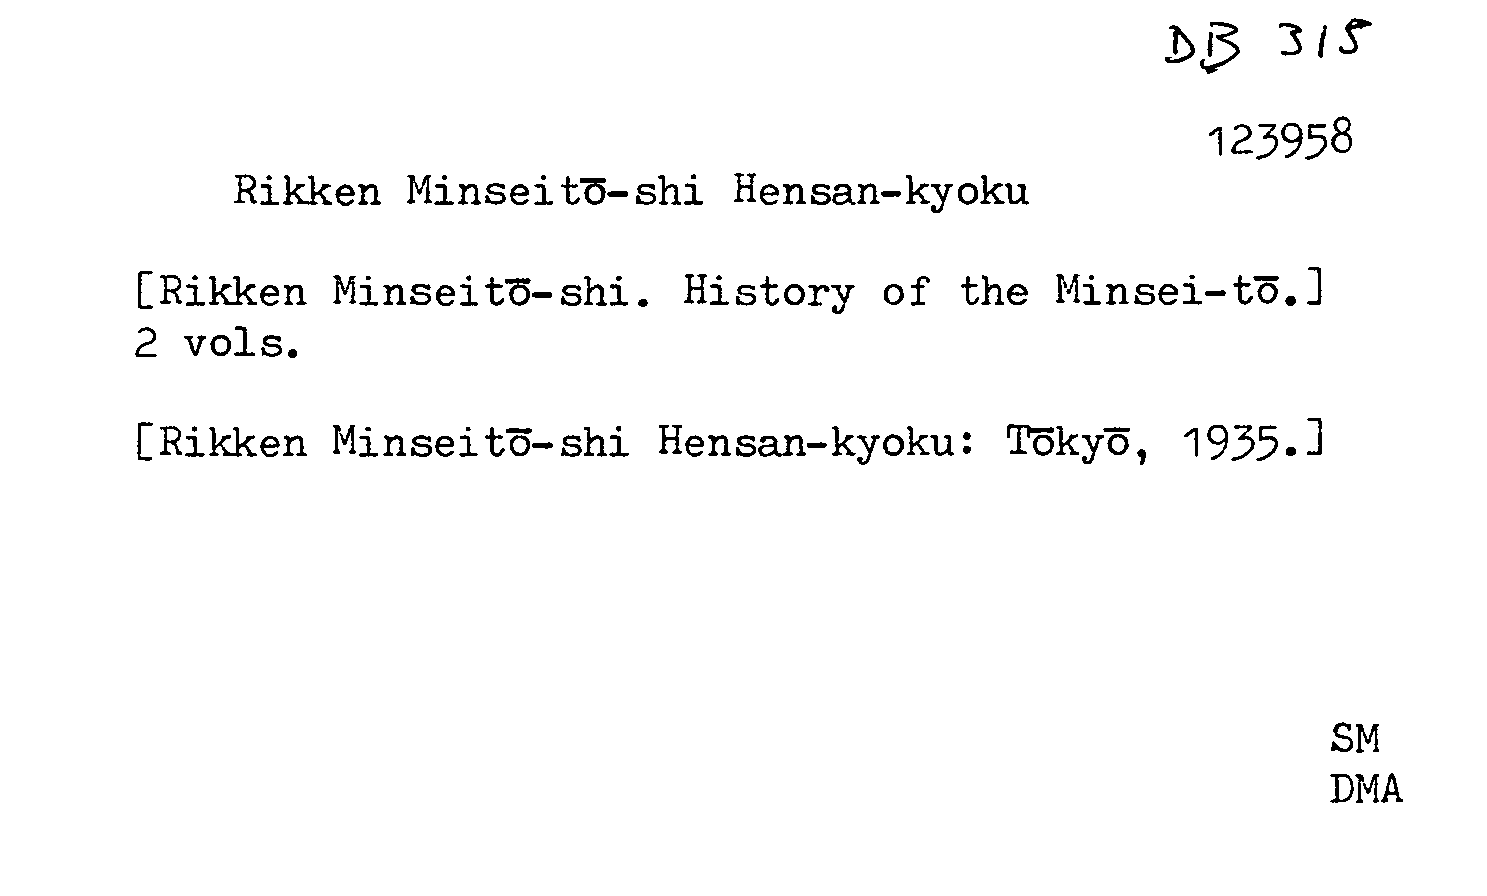 DB 315
123958
Rikken Minseitō-shi Hensan-kyoku
[Rikken Minseitō-shi. History of the Minsei-tō.]
2 vols.
[Rikken Minseitō-shi Hensan-kyoku: Tōkyō, 1935.]
SM
DMA